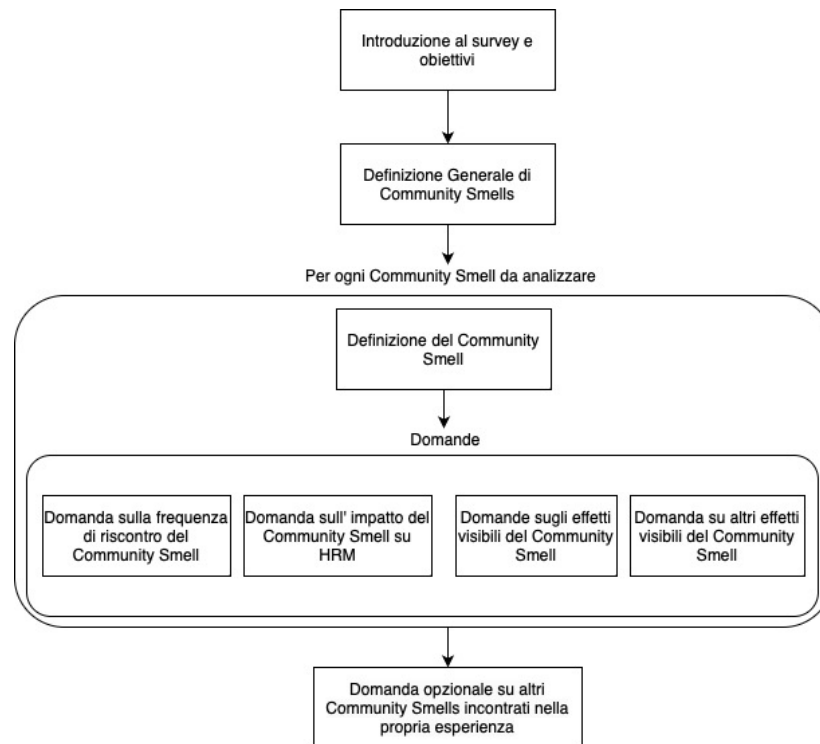 Introduzione al survey e
obiettivi
Definizione Generale di
Community Smells
Per ogni Community Smell da analizzare
Definizione del Community
Smell
Domande
Domanda sulla frequenza
di riscontro del
Community Smell
Domanda sull' impatto del
Community Smell su
HRM
Domande sugli effetti
visibili del Community
Smell
Domanda su altri effetti
visibili del Community
Smell
Domanda opzionale su altri
Community Smells incontrati nella
propria esperienza